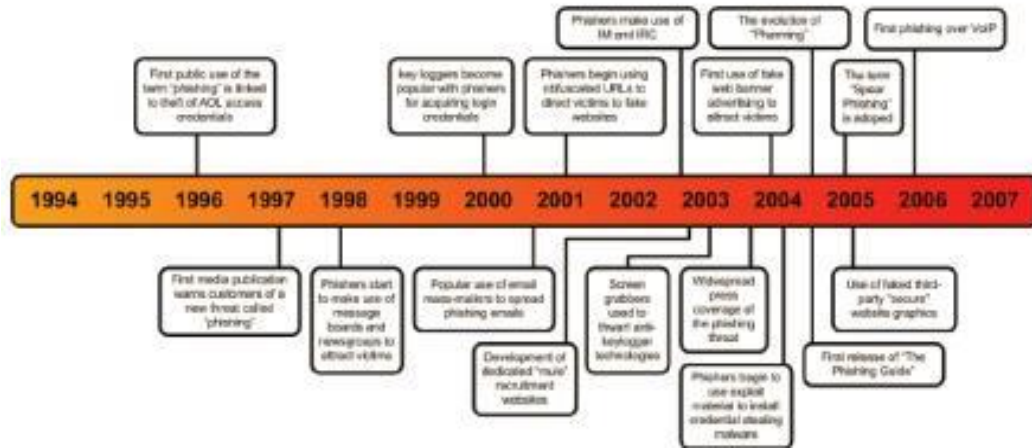 Phishers make use of
IM and IRC
The evolution of
"Pharming"
First phishing over VoIP
First public use of the
term "phishing" is linked
to theft of AOL access
credentials
key loggers become
popular with phishers
for acquiring login
credentials
Phishers begin using
obfuscated URLs to
direct victims to fake
websites
First use of fake
web banner
advertising to
attract victims
The term
"Spear
Phishing"
is adopted
1994 1995 1996 1997 1998 1999 2000 2001 2002 2003 2004 2005 2006 2007
First media publication
warns customers of a
new threat called
"phishing"
Phishers start
to make use of
message
boards and
newsgroups to
attract victims
Popular use of email
mass-mailers to spread
phishing emails
Development of
dedicated "mule"
recruitment
websites
Screen
grabbers
used to
thwart anti-
keylogger
technologies
Widespread
press
coverage of
the phishing
threat
Phishers begin to
use exploit
material to install
credential stealing
malware
Use of faked third-
party "secure"
website graphics
First release of "The
Phishing Guide"